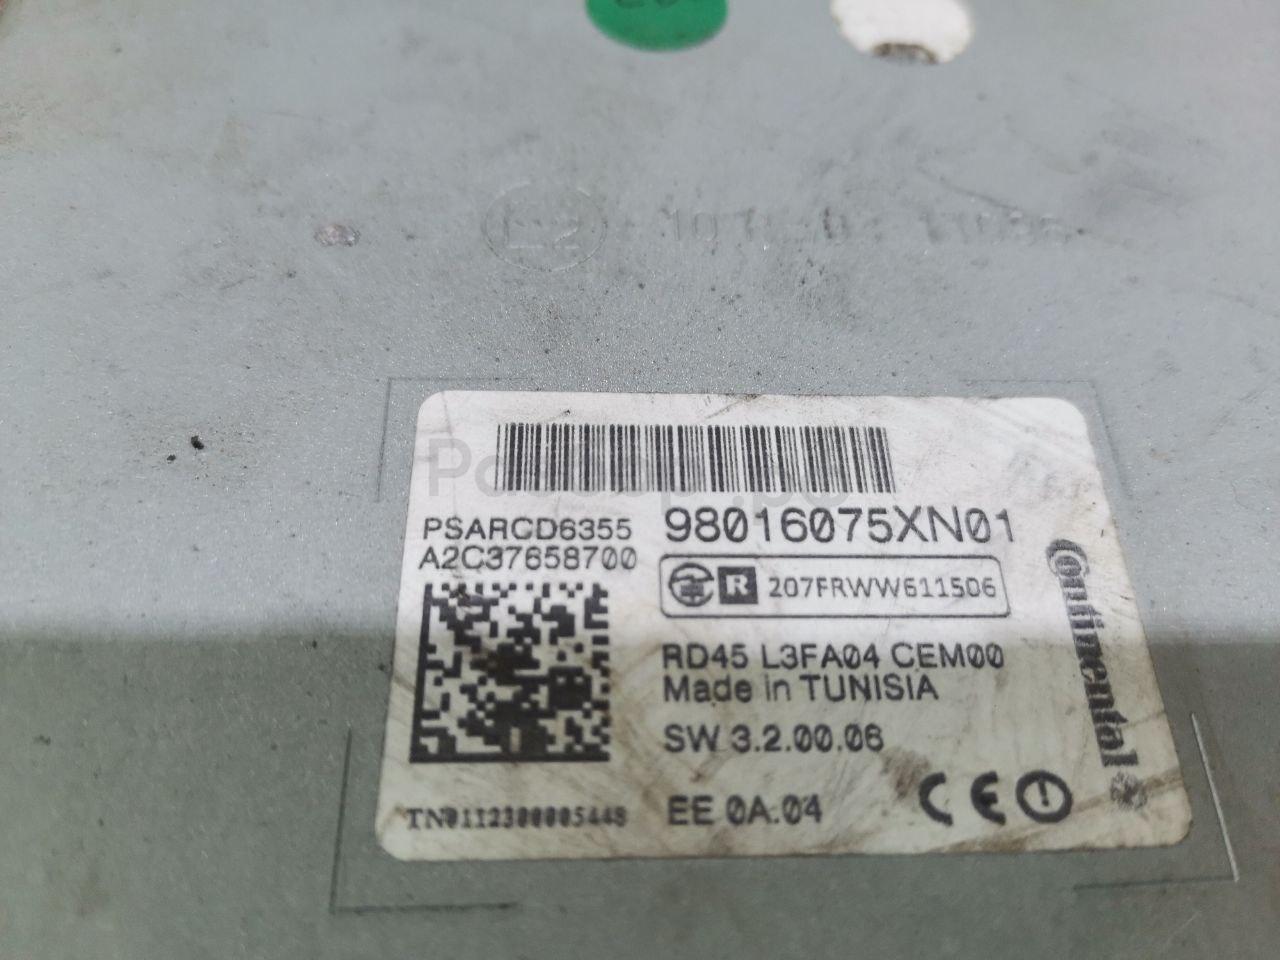 PSARCD6355
98016075XN01
A2C37658700
R 207FRWW611506
RD45 L3FA04 CEM00
Made in TUNISIA
SW 3.2.00.06
EE 0A.04
CE
TN0112300005448
Continental